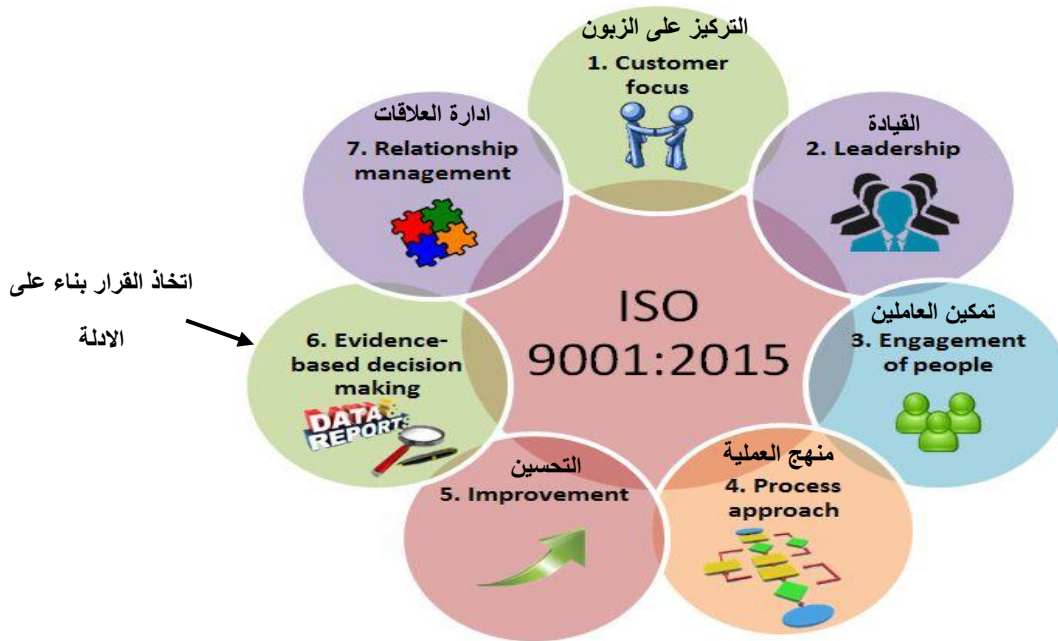 التركيز على الزبون
1. Customer
focus
القيادة
2. Leadership
تمكين العاملين
3. Engagement
of people
منهج العملية
4. Process
approach
التحسين
5. Improvement
اتخاذ القرار بناء على
الادلة
6. Evidence-
based decision
making
DATA &
REPORTS
ادارة العلاقات
7. Relationship
management
ISO
9001:2015